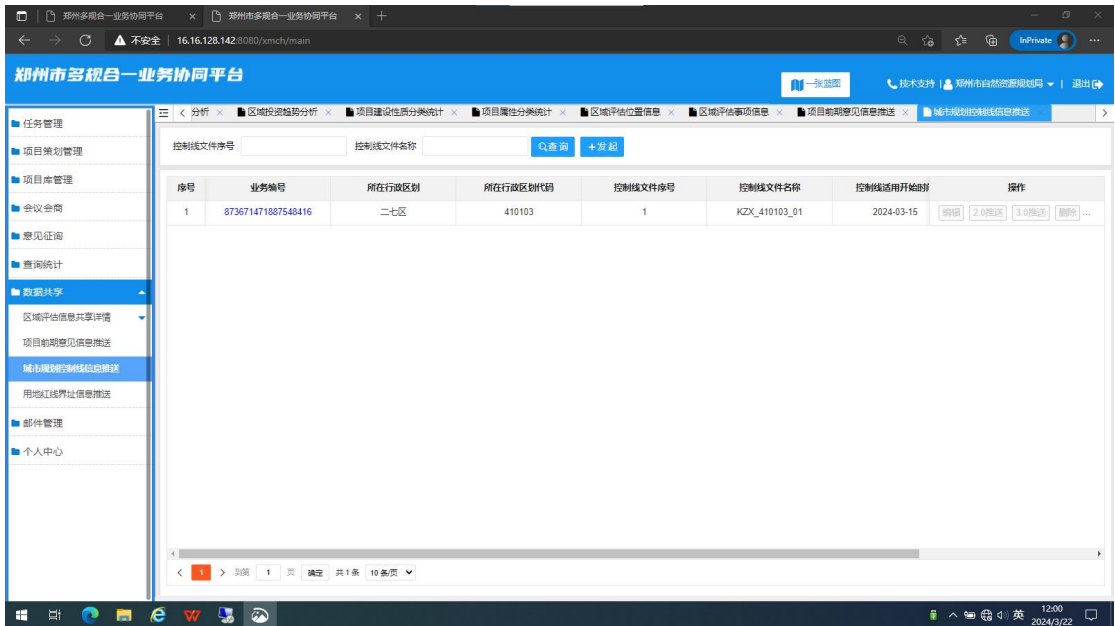 郑州多规合一业务协同平台
郑州市多规合一业务协同平台
不安全 16.16.128.142:8080/xmch/main
InPrivate
郑州市多规合一业务协同平台
一张蓝图
技术支持 | 郑州市自然资源规划局 | 退出
分析 × 区域投资趋势分析 × 项目建设性质分类统计 × 项目属性分类统计 × 区域评估位置信息 × 区域评估事项信息 × 项目前期意见信息推送 × 城市规划控制线信息推送 ×
任务管理
项目策划管理
项目库管理
会议会商
意见征询
查询统计
数据共享
区域评估信息共享详情
项目前期意见信息推送
城市规划控制线信息推送
用地红线界址信息推送
邮件管理
个人中心
控制线文件序号 控制线文件名称 查询 +发起
序号 业务编号 所在行政区划 所在行政区划代码 控制线文件序号 控制线文件名称 控制线适用开始时 操作
1 873671471887548416 二七区 410103 1 KZX_410103_01 2024-03-15 编辑 2.0推送 3.0推送 删除 ...
< 1 > 到第 1 页 确定 共1条 10条/页
英 12:00
2024/3/22